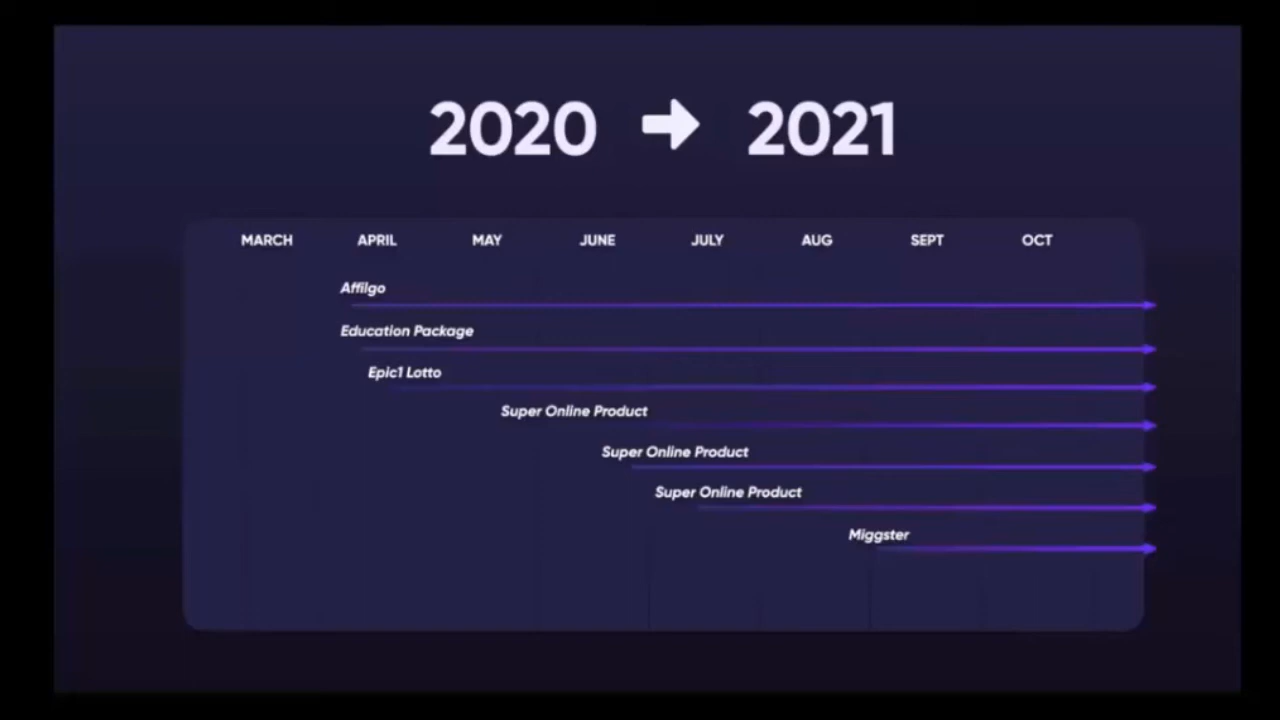 2020 2021
MARCH APRIL MAY JUNE JULY AUG SEPT OCT
Affilgo
Education Package
Epic1 Lotto
Super Online Product
Super Online Product
Super Online Product
Miggster